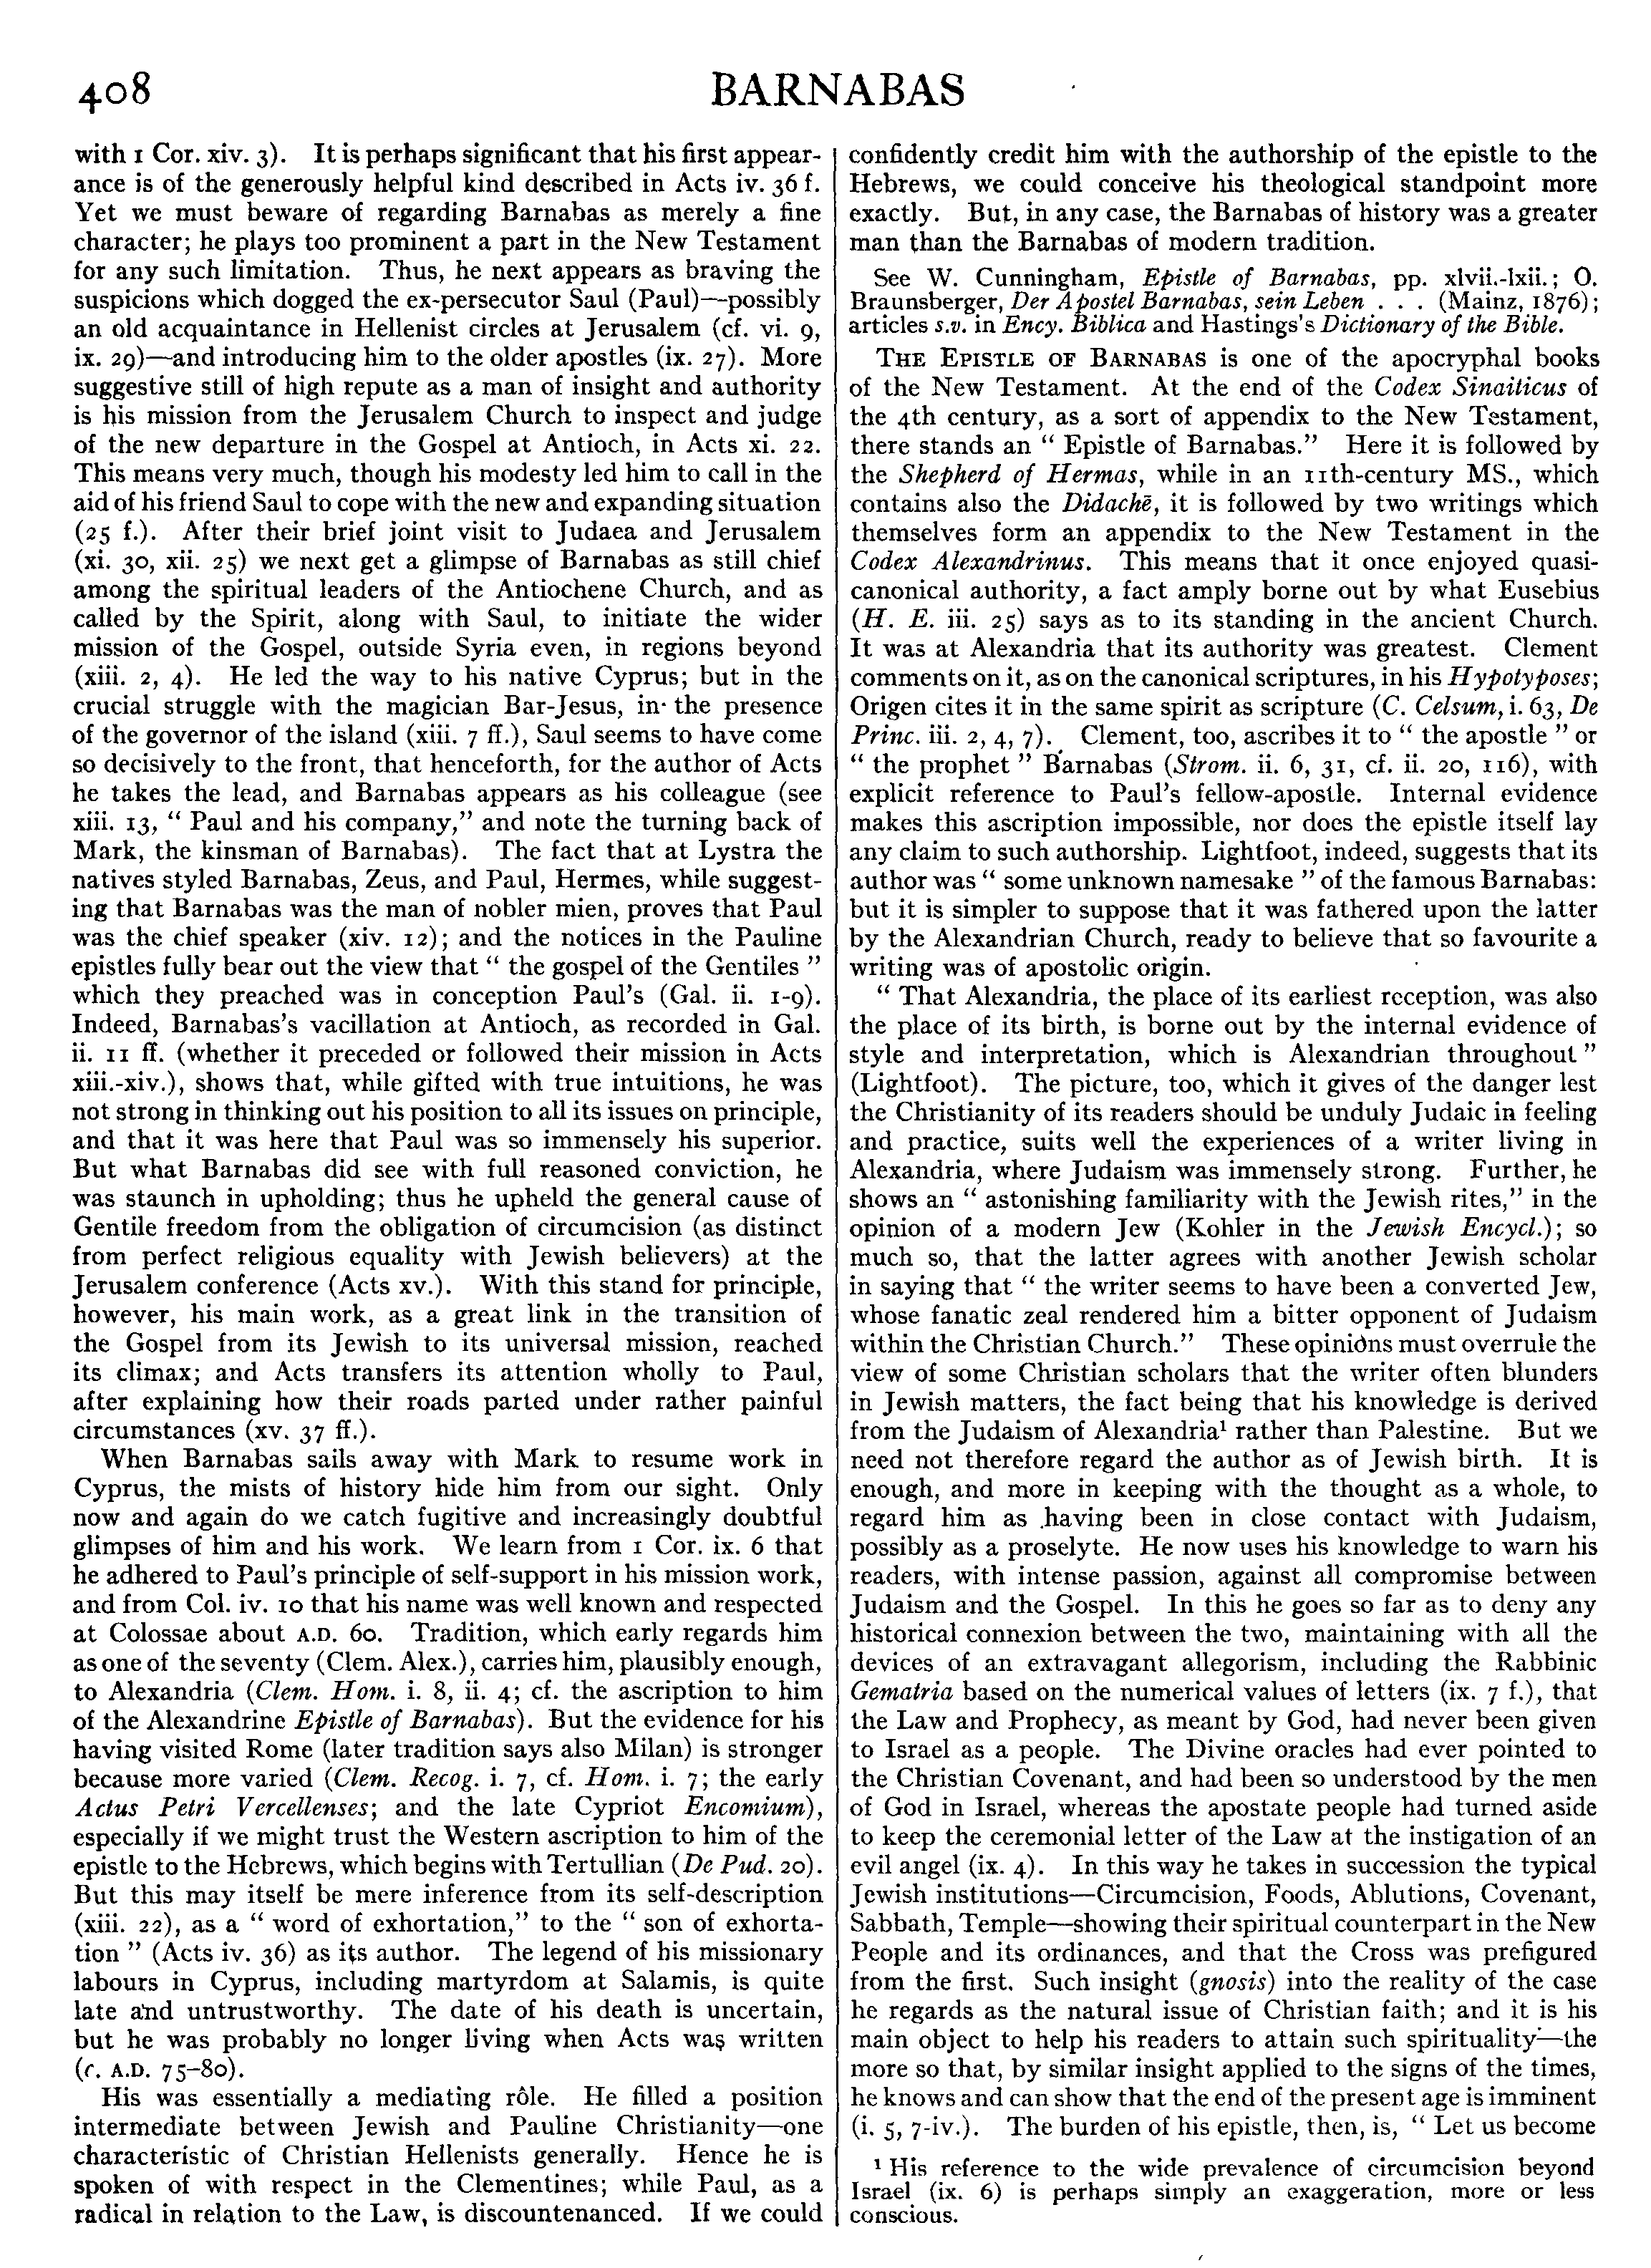 408
BARNABAS
with 1 Cor. xiv. 3). It is perhaps significant that his first appear-
ance is of the generously helpful kind described in Acts iv. 36 f.
Yet we must beware of regarding Barnabas as merely a fine
character; he plays too prominent a part in the New Testament
for any such limitation. Thus, he next appears as braving the
suspicions which dogged the ex-persecutor Saul (Paul)—possibly
an old acquaintance in Hellenist circles at Jerusalem (cf. vi. 9,
ix. 29)—and introducing him to the older apostles (ix. 27). More
suggestive still of high repute as a man of insight and authority
is his mission from the Jerusalem Church to inspect and judge
of the new departure in the Gospel at Antioch, in Acts xi. 22.
This means very much, though his modesty led him to call in the
aid of his friend Saul to cope with the new and expanding situation
(25 f.). After their brief joint visit to Judaea and Jerusalem
(xi. 30, xii. 25) we next get a glimpse of Barnabas as still chief
among the spiritual leaders of the Antiochene Church, and as
called by the Spirit, along with Saul, to initiate the wider
mission of the Gospel, outside Syria even, in regions beyond
(xiii. 2, 4). He led the way to his native Cyprus; but in the
crucial struggle with the magician Bar-Jesus, in the presence
of the governor of the island (xiii. 7 ff.), Saul seems to have come
so decisively to the front, that henceforth, for the author of Acts
he takes the lead, and Barnabas appears as his colleague (see
xiii. 13, “ Paul and his company,” and note the turning back of
Mark, the kinsman of Barnabas). The fact that at Lystra the
natives styled Barnabas, Zeus, and Paul, Hermes, while suggest-
ing that Barnabas was the man of nobler mien, proves that Paul
was the chief speaker (xiv. 12); and the notices in the Pauline
epistles fully bear out the view that “ the gospel of the Gentiles ”
which they preached was in conception Paul's (Gal. ii. 1-9).
Indeed, Barnabas's vacillation at Antioch, as recorded in Gal.
ii. 11 ff. (whether it preceded or followed their mission in Acts
xiii.-xiv.), shows that, while gifted with true intuitions, he was
not strong in thinking out his position to all its issues on principle,
and that it was here that Paul was so immensely his superior.
But what Barnabas did see with full reasoned conviction, he
was staunch in upholding; thus he upheld the general cause of
Gentile freedom from the obligation of circumcision (as distinct
from perfect religious equality with Jewish believers) at the
Jerusalem conference (Acts xv.). With this stand for principle,
however, his main work, as a great link in the transition of
the Gospel from its Jewish to its universal mission, reached
its climax; and Acts transfers its attention wholly to Paul,
after explaining how their roads parted under rather painful
circumstances (xv. 37 ff.).
When Barnabas sails away with Mark to resume work in
Cyprus, the mists of history hide him from our sight. Only
now and again do we catch fugitive and increasingly doubtful
glimpses of him and his work. We learn from 1 Cor. ix. 6 that
he adhered to Paul's principle of self-support in his mission work,
and from Col. iv. 10 that his name was well known and respected
at Colossae about A.D. 60. Tradition, which early regards him
as one of the seventy (Clem. Alex.), carries him, plausibly enough,
to Alexandria (Clem. Hom. i. 8, ii. 4; cf. the ascription to him
of the Alexandrine Epistle of Barnabas). But the evidence for his
having visited Rome (later tradition says also Milan) is stronger
because more varied (Clem. Recog. i. 7, cf. Hom. i. 7; the early
Actus Petri Vercellenses; and the late Cypriot Encomium),
especially if we might trust the Western ascription to him of the
epistle to the Hebrews, which begins with Tertullian (De Pud. 20).
But this may itself be mere inference from its self-description
(xiii. 22), as a “ word of exhortation,” to the “ son of exhorta-
tion ” (Acts iv. 36) as its author. The legend of his missionary
labours in Cyprus, including martyrdom at Salamis, is quite
late and untrustworthy. The date of his death is uncertain,
but he was probably no longer living when Acts was written
(c. A.D. 75–80).
His was essentially a mediating rôle. He filled a position
intermediate between Jewish and Pauline Christianity—one
characteristic of Christian Hellenists generally. Hence he is
spoken of with respect in the Clementines; while Paul, as a
radical in relation to the Law, is discountenanced. If we could
confidently credit him with the authorship of the epistle to the
Hebrews, we could conceive his theological standpoint more
exactly. But, in any case, the Barnabas of history was a greater
man than the Barnabas of modern tradition.
See W. Cunningham, Epistle of Barnabas, pp. xlvii.-lxii.; O.
Braunsberger, Der Apostel Barnabas, sein Leben . . . (Mainz, 1876);
articles s.v. in Ency. Biblica and Hastings's Dictionary of the Bible.
THE EPISTLE OF BARNABAS is one of the apocryphal books
of the New Testament. At the end of the Codex Sinaiticus of
the 4th century, as a sort of appendix to the New Testament,
there stands an “ Epistle of Barnabas.” Here it is followed by
the Shepherd of Hermas, while in an 11th-century MS., which
contains also the Didachē, it is followed by two writings which
themselves form an appendix to the New Testament in the
Codex Alexandrinus. This means that it once enjoyed quasi-
canonical authority, a fact amply borne out by what Eusebius
(H. E. iii. 25) says as to its standing in the ancient Church.
It was at Alexandria that its authority was greatest. Clement
comments on it, as on the canonical scriptures, in his Hypotyposes;
Origen cites it in the same spirit as scripture (C. Celsum, i. 63, De
Princ. iii. 2, 4, 7). Clement, too, ascribes it to “ the apostle ” or
“ the prophet ” Barnabas (Strom. ii. 6, 31, cf. ii. 20, 116), with
explicit reference to Paul's fellow-apostle. Internal evidence
makes this ascription impossible, nor does the epistle itself lay
any claim to such authorship. Lightfoot, indeed, suggests that its
author was “ some unknown namesake ” of the famous Barnabas:
but it is simpler to suppose that it was fathered upon the latter
by the Alexandrian Church, ready to believe that so favourite a
writing was of apostolic origin.
“ That Alexandria, the place of its earliest reception, was also
the place of its birth, is borne out by the internal evidence of
style and interpretation, which is Alexandrian throughout ”
(Lightfoot). The picture, too, which it gives of the danger lest
the Christianity of its readers should be unduly Judaic in feeling
and practice, suits well the experiences of a writer living in
Alexandria, where Judaism was immensely strong. Further, he
shows an “ astonishing familiarity with the Jewish rites,” in the
opinion of a modern Jew (Kohler in the Jewish Encycl.); so
much so, that the latter agrees with another Jewish scholar
in saying that “ the writer seems to have been a converted Jew,
whose fanatic zeal rendered him a bitter opponent of Judaism
within the Christian Church.” These opinions must overrule the
view of some Christian scholars that the writer often blunders
in Jewish matters, the fact being that his knowledge is derived
from the Judaism of Alexandria¹ rather than Palestine. But we
need not therefore regard the author as of Jewish birth. It is
enough, and more in keeping with the thought as a whole, to
regard him as having been in close contact with Judaism,
possibly as a proselyte. He now uses his knowledge to warn his
readers, with intense passion, against all compromise between
Judaism and the Gospel. In this he goes so far as to deny any
historical connexion between the two, maintaining with all the
devices of an extravagant allegorism, including the Rabbinic
Gematria based on the numerical values of letters (ix. 7 f.), that
the Law and Prophecy, as meant by God, had never been given
to Israel as a people. The Divine oracles had ever pointed to
the Christian Covenant, and had been so understood by the men
of God in Israel, whereas the apostate people had turned aside
to keep the ceremonial letter of the Law at the instigation of an
evil angel (ix. 4). In this way he takes in succession the typical
Jewish institutions—Circumcision, Foods, Ablutions, Covenant,
Sabbath, Temple—showing their spiritual counterpart in the New
People and its ordinances, and that the Cross was prefigured
from the first. Such insight (gnosis) into the reality of the case
he regards as the natural issue of Christian faith; and it is his
main object to help his readers to attain such spirituality—the
more so that, by similar insight applied to the signs of the times,
he knows and can show that the end of the present age is imminent
(i. 5, 7-iv.). The burden of his epistle, then, is, “ Let us become
¹ His reference to the wide prevalence of circumcision beyond
Israel (ix. 6) is perhaps simply an exaggeration, more or less
conscious.